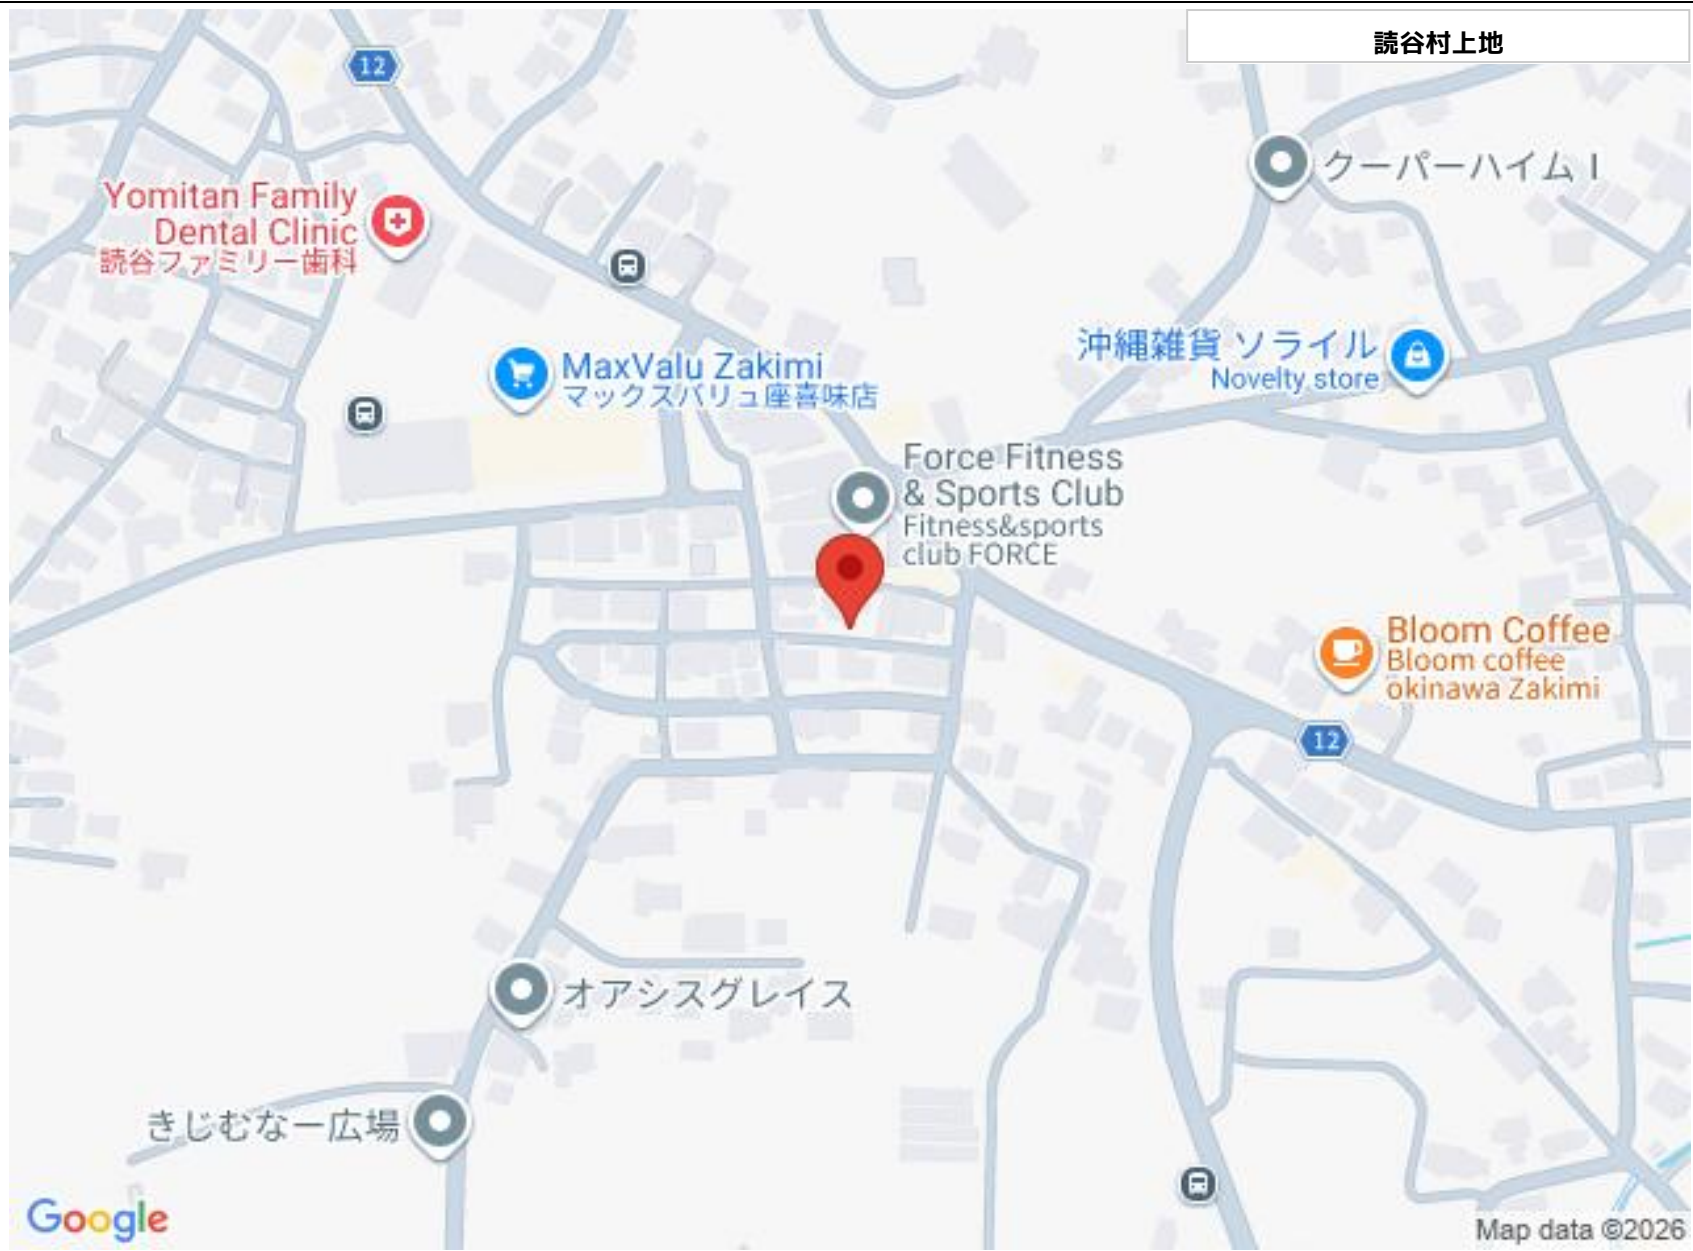 読谷村上地
12
クーパーハイム I
Yomitan Family
Dental Clinic
読谷ファミリー歯科
沖縄雑貨 ソライル
Novelty store
MaxValu Zakimi
マックスバリュ座喜味店
Force Fitness
& Sports Club
Fitness&sports
club FORCE
Bloom Coffee
Bloom coffee
okinawa Zakimi
12
オアシスグレイス
きじむなー広場
Google
Map data ©2026